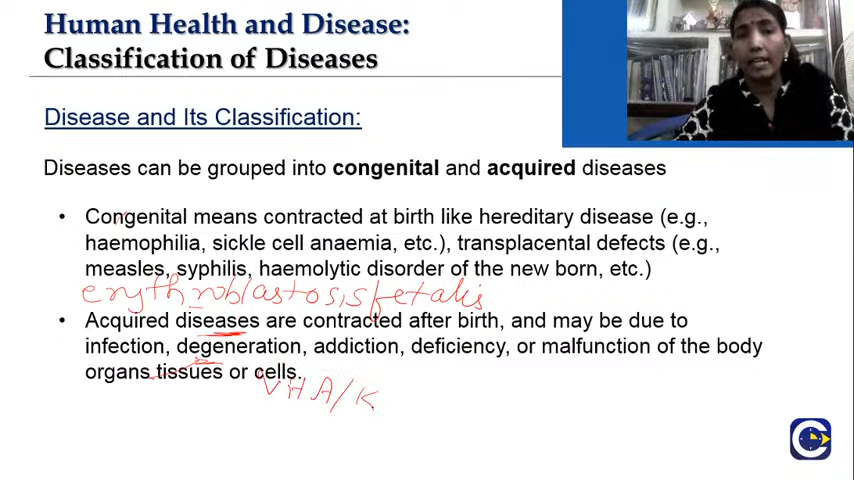 Human Health and Disease:
Classification of Diseases
Disease and Its Classification:
Diseases can be grouped into congenital and acquired diseases
• Congenital means contracted at birth like hereditary disease (e.g.,
haemophilia, sickle cell anaemia, etc.), transplacental defects (e.g.,
measles, syphilis, haemolytic disorder of the new born, etc.)
erythroblastosis fetalis
• Acquired diseases are contracted after birth, and may be due to
infection, degeneration, addiction, deficiency, or malfunction of the body
organs tissues or cells.
A/K